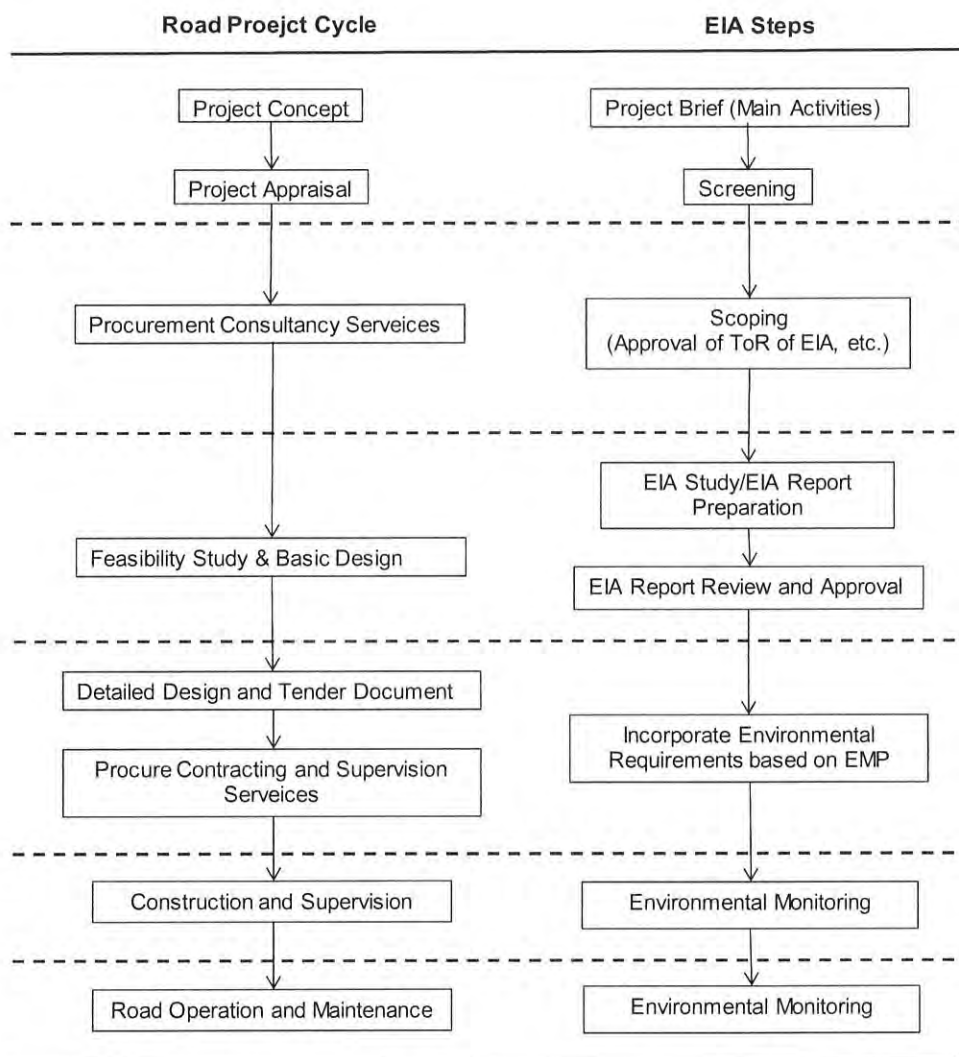 Road Proejct Cycle
EIA Steps
Project Concept
Project Brief (Main Activities)
Project Appraisal
Screening
Procurement Consultancy Serveices
Scoping
(Approval of ToR of EIA, etc.)
EIA Study/EIA Report
Preparation
Feasibility Study & Basic Design
EIA Report Review and Approval
Detailed Design and Tender Document
Incorporate Environmental
Requirements based on EMP
Procure Contracting and Supervision
Serveices
Construction and Supervision
Environmental Monitoring
Road Operation and Maintenance
Environmental Monitoring